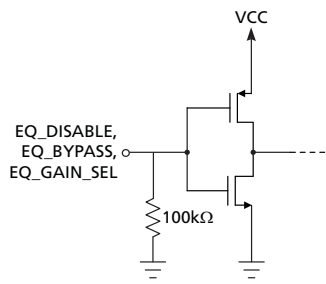 VCC
EQ_DISABLE,
EQ_BYPASS,
EQ_GAIN_SEL
100kΩ